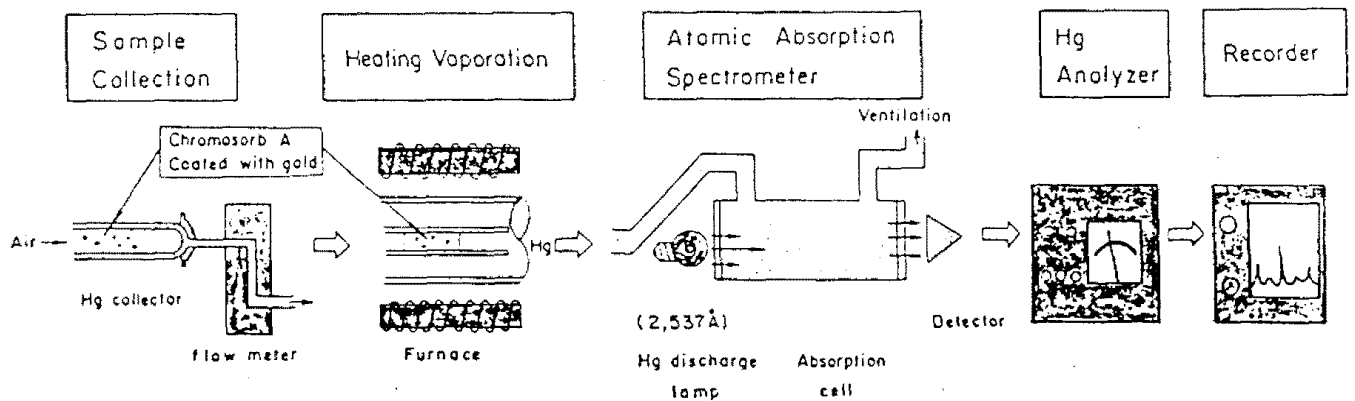 Sample
Collection
Heating Vaporation
Atomic Absorption
Spectrometer
Hg
Analyzer
Recorder
Ventilation
Chromosorb A
Coated with gold
Air
Hg
Hg collector
flow meter
Furnace
(2,537Å)
Hg discharge
lamp
Absorption
cell
Detector